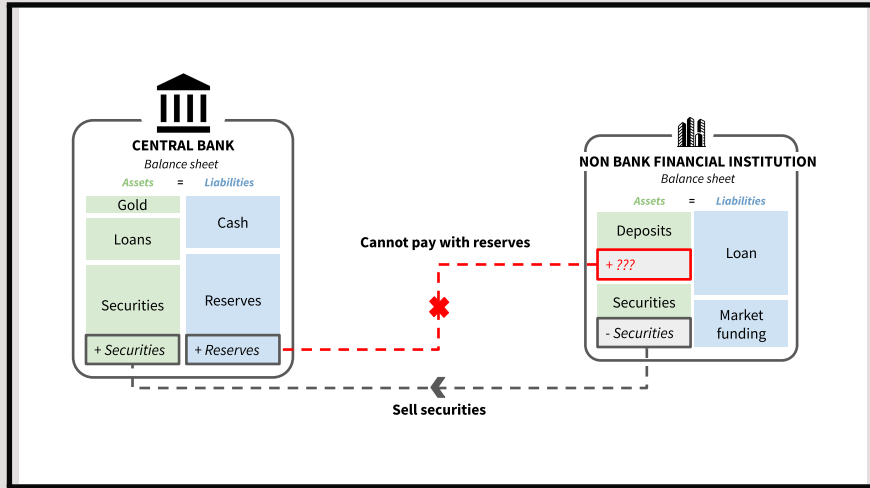 CENTRAL BANK
Balance sheet
Assets = Liabilities
Gold
Loans
Securities
+ Securities
Cash
Reserves
+ Reserves
Cannot pay with reserves
Sell securities
NON BANK FINANCIAL INSTITUTION
Balance sheet
Assets = Liabilities
Deposits
+ ???
Securities
- Securities
Loan
Market
funding